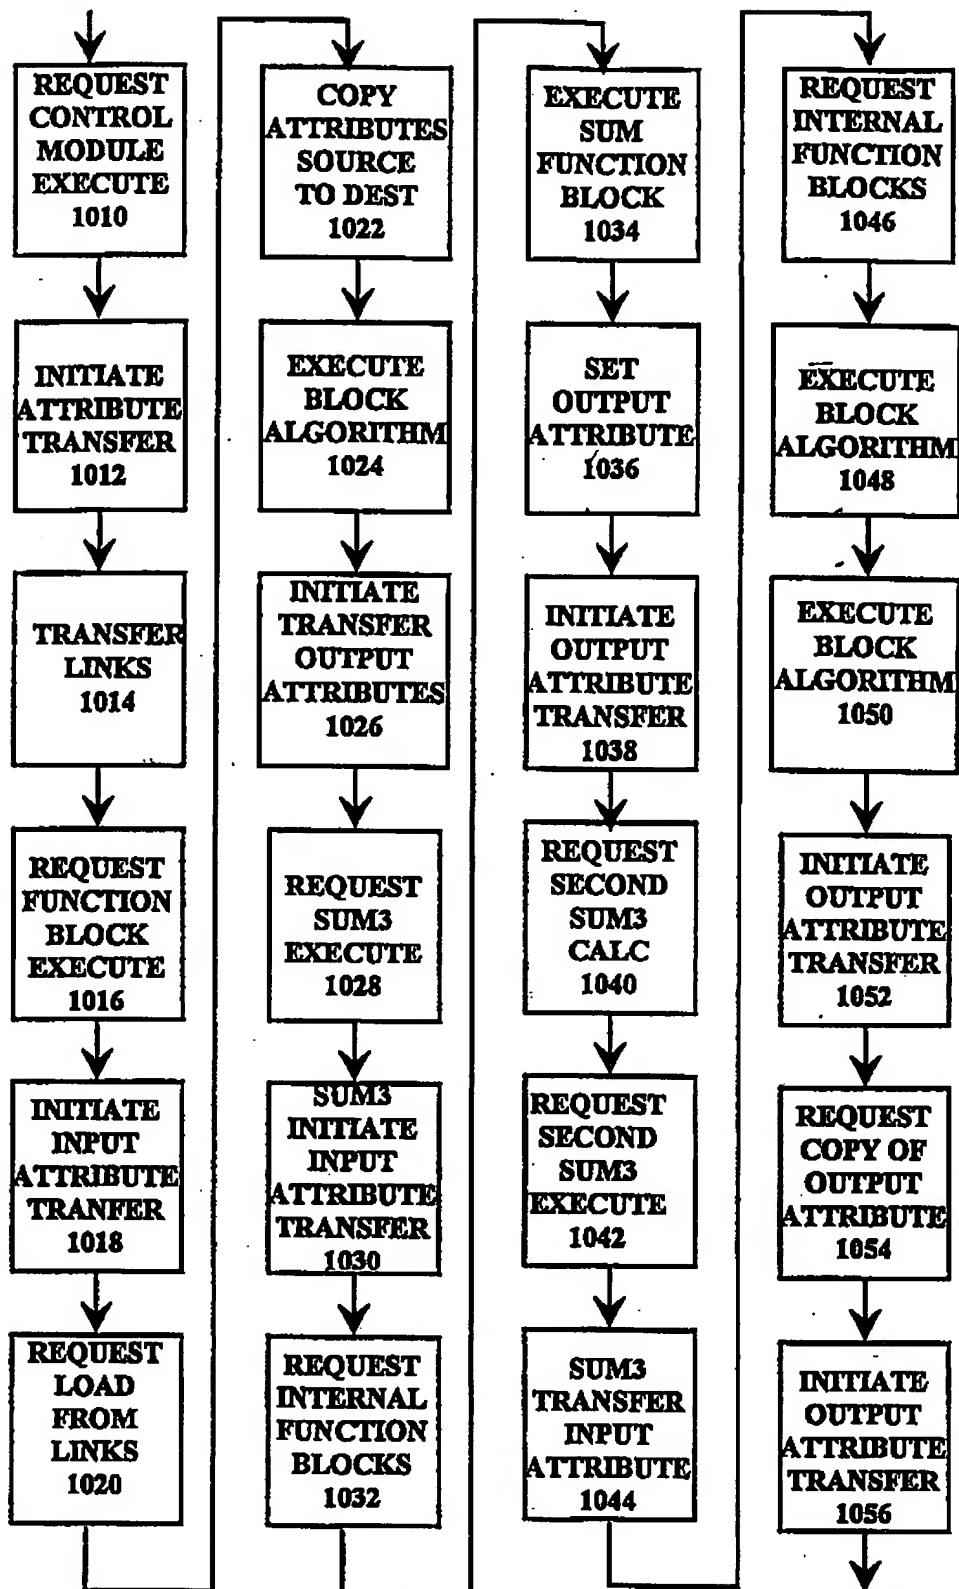 REQUEST
CONTROL
MODULE
EXECUTE
1010
INITIATE
ATTRIBUTE
TRANSFER
1012
TRANSFER
LINKS
1014
REQUEST
FUNCTION
BLOCK
EXECUTE
1016
INITIATE
INPUT
ATTRIBUTE
TRANFER
1018
REQUEST
LOAD
FROM
LINKS
1020
COPY
ATTRIBUTES
SOURCE
TO DEST
1022
EXECUTE
BLOCK
ALGORITHM
1024
INITIATE
TRANSFER
OUTPUT
ATTRIBUTES
1026
REQUEST
SUM3
EXECUTE
1028
SUM3
INITIATE
INPUT
ATTRIBUTE
TRANSFER
1030
REQUEST
INTERNAL
FUNCTION
BLOCKS
1032
EXECUTE
SUM
FUNCTION
BLOCK
1034
SET
OUTPUT
ATTRIBUTE
1036
INITIATE
OUTPUT
ATTRIBUTE
TRANSFER
1038
REQUEST
SECOND
SUM3
CALC
1040
REQUEST
SECOND
SUM3
EXECUTE
1042
SUM3
TRANSFER
INPUT
ATTRIBUTE
1044
REQUEST
INTERNAL
FUNCTION
BLOCKS
1046
EXECUTE
BLOCK
ALGORITHM
1048
EXECUTE
BLOCK
ALGORITHM
1050
INITIATE
OUTPUT
ATTRIBUTE
TRANSFER
1052
REQUEST
COPY OF
OUTPUT
ATTRIBUTE
1054
INITIATE
OUTPUT
ATTRIBUTE
TRANSFER
1056